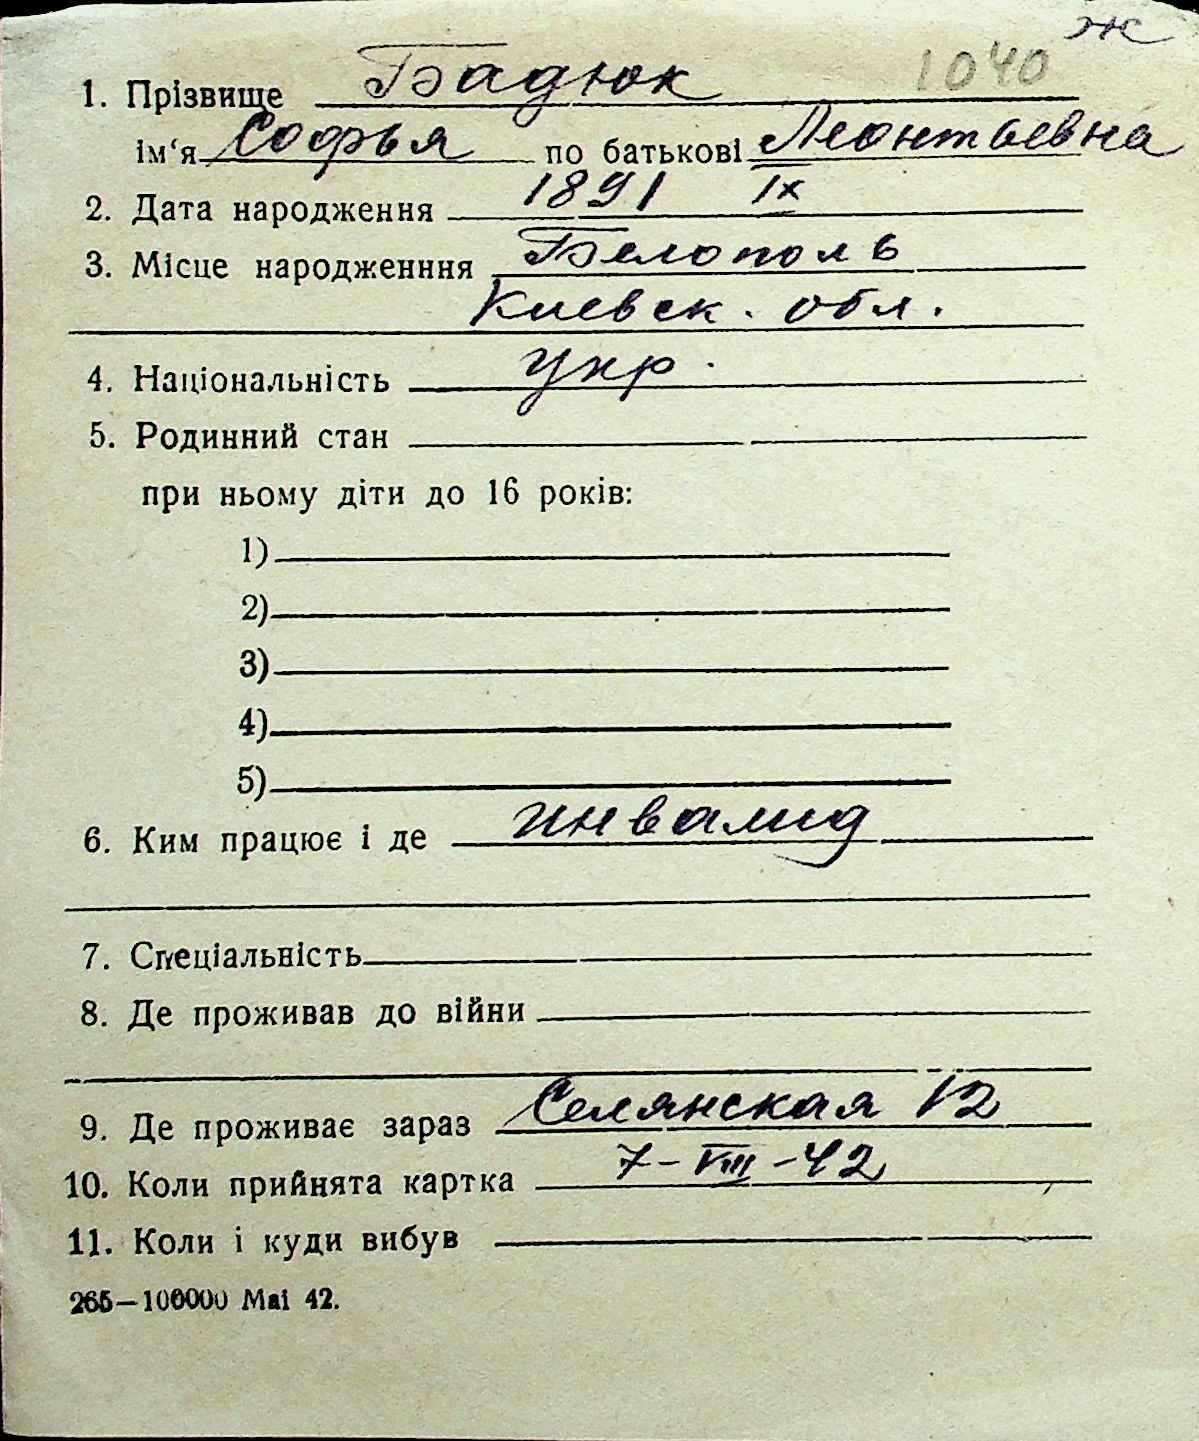 ж
1040
1. Прізвище Бадюк
ім'я Софья по батькові Леонтьевна
2. Дата народження 1891 IX
3. Місце народженння Белополь
Киевск. обл.
4. Національність укр.
5. Родинний стан
при ньому діти до 16 років:
1)
2)
3)
4)
5)
6. Ким працює і де инвалид
7. Спеціальність
8. Де проживав до війни
9. Де проживає зараз Селянская 12
10. Коли прийнята картка 7-VIII-42
11. Коли і куди вибув
265—100000 Mai 42.